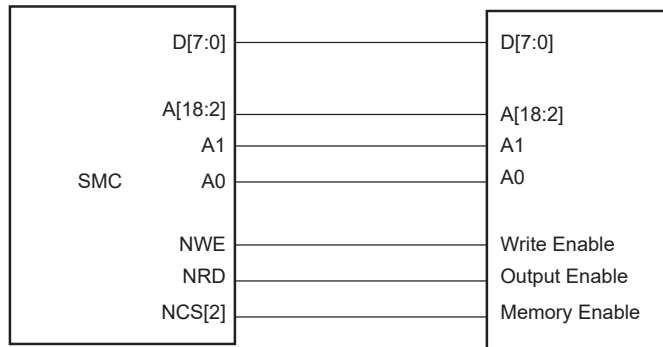 D[7:0] D[7:0]
A[18:2] A[18:2]
A1 A1
SMC A0 A0
NWE Write Enable
NRD Output Enable
NCS[2] Memory Enable